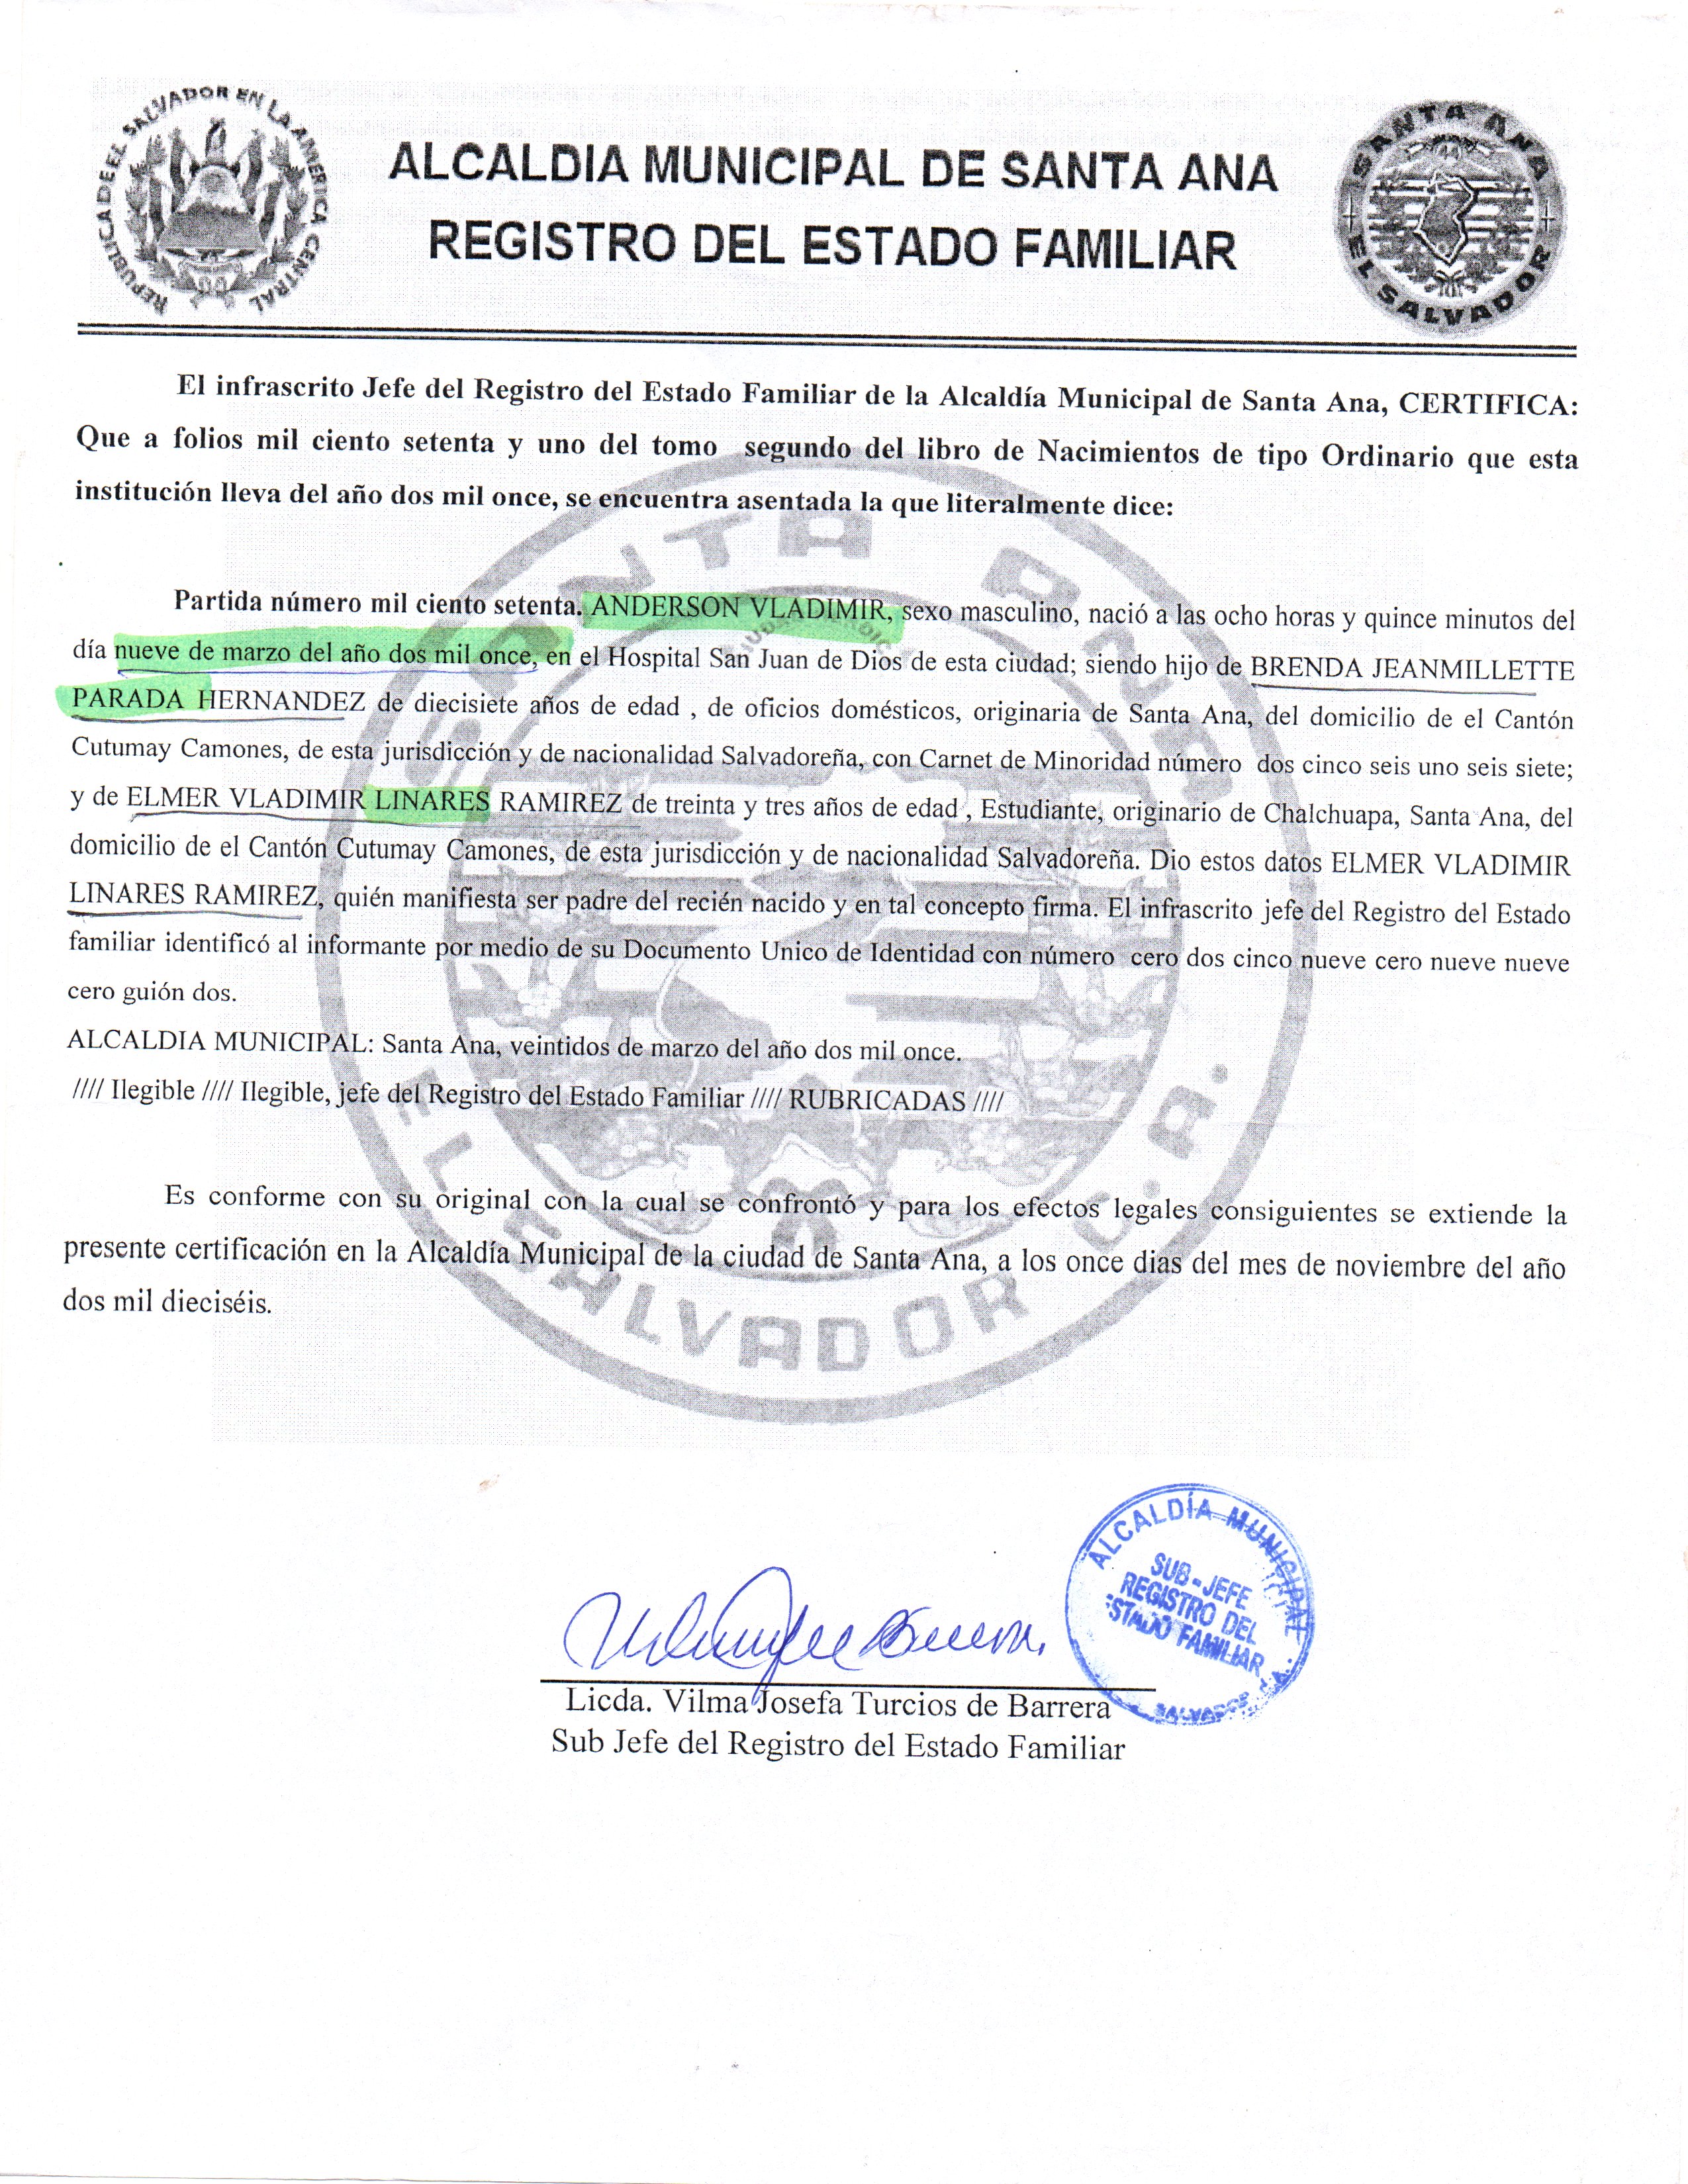 REPUBLICA DE EL SALVADOR EN LA AMERICA CENTRAL
ALCALDIA MUNICIPAL DE SANTA ANA
REGISTRO DEL ESTADO FAMILIAR
SANTA ANA
EL SALVADOR
El infrascrito Jefe del Registro del Estado Familiar de la Alcaldía Municipal de Santa Ana, CERTIFICA:
Que a folios mil ciento setenta y uno del tomo segundo del libro de Nacimientos de tipo Ordinario que esta
institución lleva del año dos mil once, se encuentra asentada la que literalmente dice:
Partida número mil ciento setenta. ANDERSON VLADIMIR, sexo masculino, nació a las ocho horas y quince minutos del
día nueve de marzo del año dos mil once, en el Hospital San Juan de Dios de esta ciudad; siendo hijo de BRENDA JEANMILLETTE
PARADA HERNANDEZ de diecisiete años de edad , de oficios domésticos, originaria de Santa Ana, del domicilio de el Cantón
Cutumay Camones, de esta jurisdicción y de nacionalidad Salvadoreña, con Carnet de Minoridad número dos cinco seis uno seis siete;
y de ELMER VLADIMIR LINARES RAMIREZ de treinta y tres años de edad , Estudiante, originario de Chalchuapa, Santa Ana, del
domicilio de el Cantón Cutumay Camones, de esta jurisdicción y de nacionalidad Salvadoreña. Dio estos datos ELMER VLADIMIR
LINARES RAMIREZ, quién manifiesta ser padre del recién nacido y en tal concepto firma. El infrascrito jefe del Registro del Estado
familiar identificó al informante por medio de su Documento Unico de Identidad con número cero dos cinco nueve cero nueve nueve
cero guión dos.
ALCALDIA MUNICIPAL: Santa Ana, veintidos de marzo del año dos mil once.
//// Ilegible //// Ilegible, jefe del Registro del Estado Familiar //// RUBRICADAS ////
Es conforme con su original con la cual se confrontó y para los efectos legales consiguientes se extiende la
presente certificación en la Alcaldía Municipal de la ciudad de Santa Ana, a los once dias del mes de noviembre del año
dos mil dieciséis.
SANTA ANA
EL SALVADOR C.A.
ALCALDÍA MUNICIPAL
SUB-JEFE
REGISTRO DEL
ESTADO FAMILIAR
SALVADOR
Licda. Vilma Josefa Turcios de Barrera
Sub Jefe del Registro del Estado Familiar